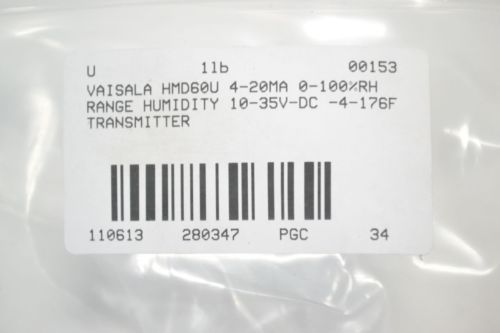 U 1lb 00153
VAISALA HMD60U 4-20MA 0-100%RH
RANGE HUMIDITY 10-35V-DC -4-176F
TRANSMITTER
110613 280347 PGC 34